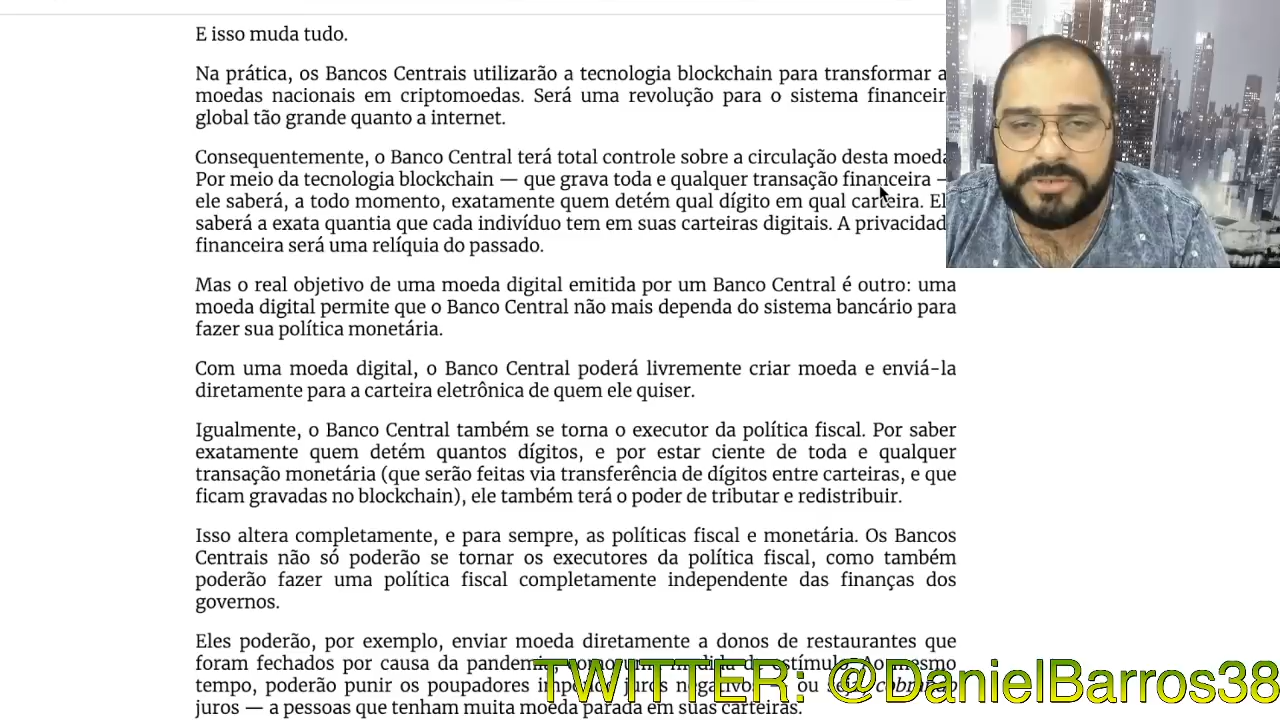 E isso muda tudo.
Na prática, os Bancos Centrais utilizarão a tecnologia blockchain para transformar a
moedas nacionais em criptomoedas. Será uma revolução para o sistema financeir
global tão grande quanto a internet.
Consequentemente, o Banco Central terá total controle sobre a circulação desta moeda
Por meio da tecnologia blockchain — que grava toda e qualquer transação financeira –
ele saberá, a todo momento, exatamente quem detém qual dígito em qual carteira. El
saberá a exata quantia que cada indivíduo tem em suas carteiras digitais. A privacidad
financeira será uma relíquia do passado.
Mas o real objetivo de uma moeda digital emitida por um Banco Central é outro: uma
moeda digital permite que o Banco Central não mais dependa do sistema bancário para
fazer sua política monetária.
Com uma moeda digital, o Banco Central poderá livremente criar moeda e enviá-la
diretamente para a carteira eletrônica de quem ele quiser.
Igualmente, o Banco Central também se torna o executor da política fiscal. Por saber
exatamente quem detém quantos dígitos, e por estar ciente de toda e qualquer
transação monetária (que serão feitas via transferência de dígitos entre carteiras, e que
ficam gravadas no blockchain), ele também terá o poder de tributar e redistribuir.
Isso altera completamente, e para sempre, as políticas fiscal e monetária. Os Bancos
Centrais não só poderão se tornar os executores da política fiscal, como também
poderão fazer uma política fiscal completamente independente das finanças dos
governos.
Eles poderão, por exemplo, enviar moeda diretamente a donos de restaurantes que
foram fechados por causa da pandemia, como uma medida de estímulo. Ao mesmo
tempo, poderão punir os poupadores juros negativos ou
juros — a pessoas que tenham muita moeda parada em suas carteiras.
TWITTER: @DanielBarros38